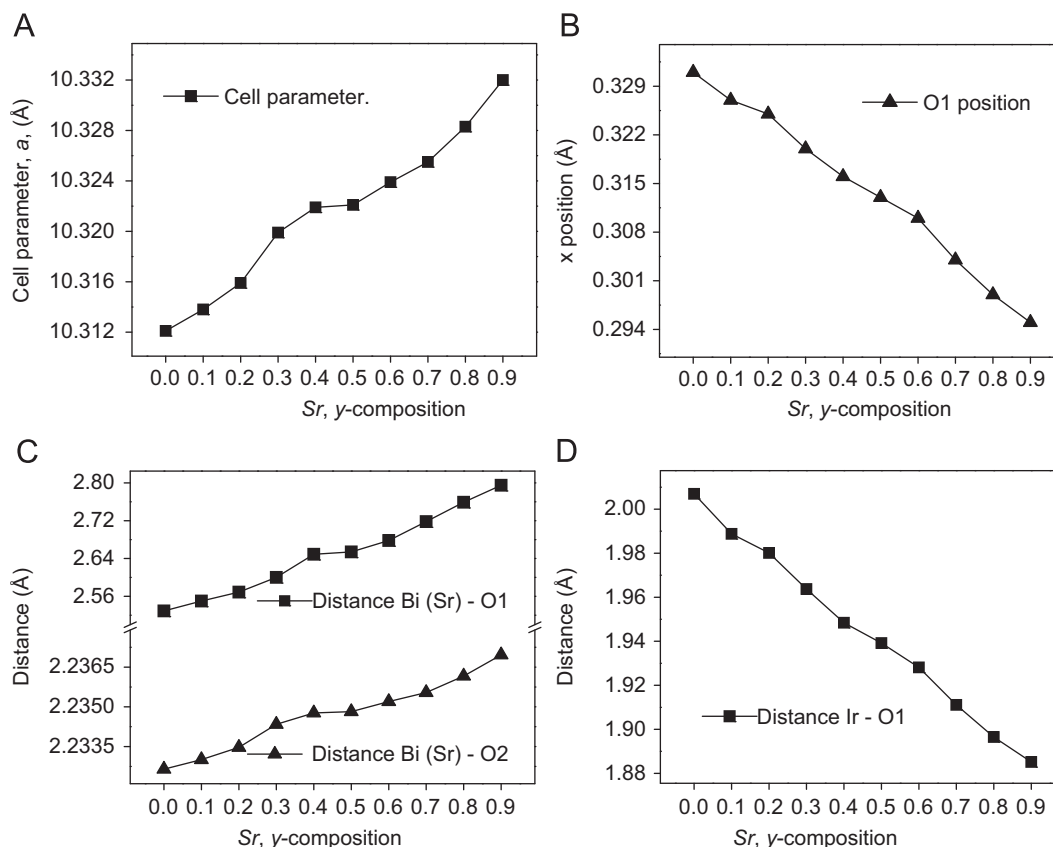 A
Cell parameter, a, (Å)
10.332
10.328
10.324
10.320
10.316
10.312
Cell parameter.
0.0 0.1 0.2 0.3 0.4 0.5 0.6 0.7 0.8 0.9
Sr, y-composition
B
x position (Å)
0.329
0.322
0.315
0.308
0.301
0.294
O1 position
0.0 0.1 0.2 0.3 0.4 0.5 0.6 0.7 0.8 0.9
Sr, y-composition
C
Distance (Å)
2.80
2.72
2.64
2.56
2.2365
2.2350
2.2335
Distance Bi (Sr) - O1
Distance Bi (Sr) - O2
0.0 0.1 0.2 0.3 0.4 0.5 0.6 0.7 0.8 0.9
Sr, y-composition
D
Distance (Å)
2.00
1.98
1.96
1.94
1.92
1.90
1.88
Distance Ir - O1
0.0 0.1 0.2 0.3 0.4 0.5 0.6 0.7 0.8 0.9
Sr, y-composition